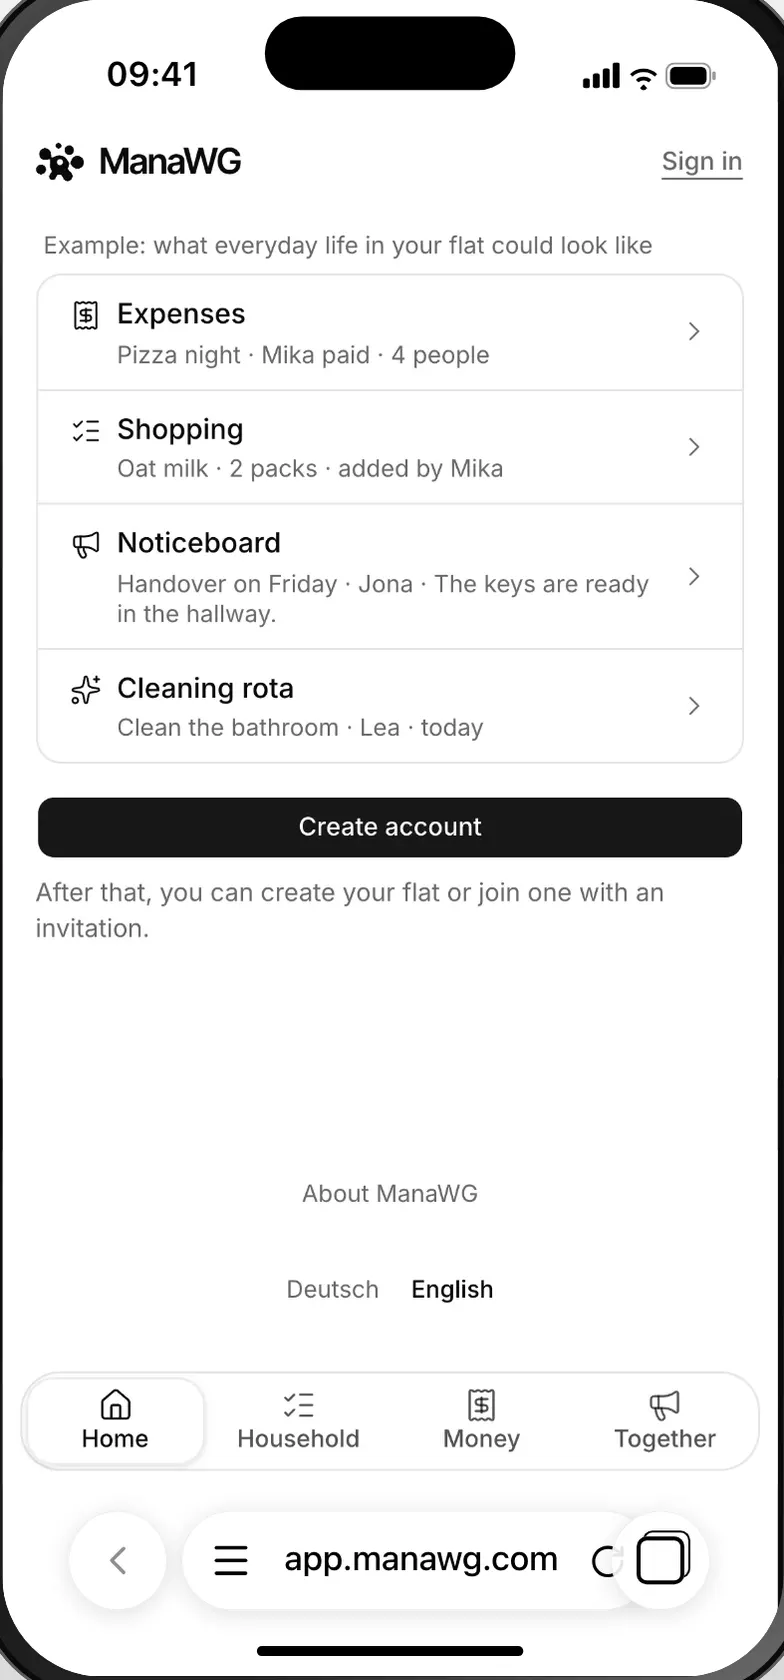 09:41
ManaWG
Sign in
Example: what everyday life in your flat could look like
Expenses
Pizza night · Mika paid · 4 people
Shopping
Oat milk · 2 packs · added by Mika
Noticeboard
Handover on Friday · Jona · The keys are ready
in the hallway.
Cleaning rota
Clean the bathroom · Lea · today
Create account
After that, you can create your flat or join one with an
invitation.
About ManaWG
Deutsch English
Home Household Money Together
app.manawg.com